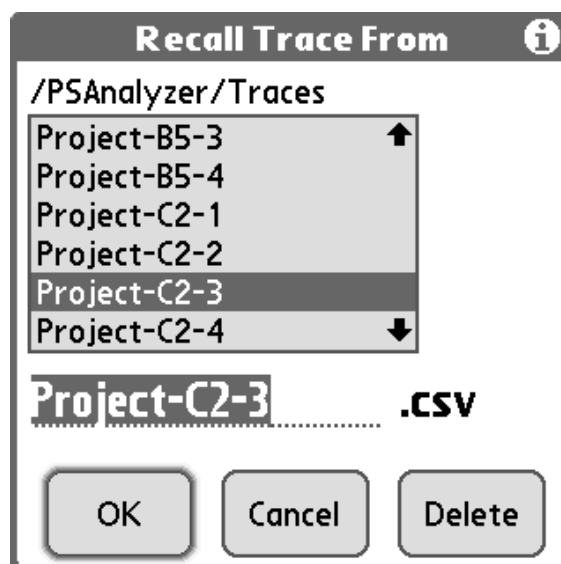 Recall Trace From i
/PSAnalyzer/Traces
Project-B5-3
Project-B5-4
Project-C2-1
Project-C2-2
Project-C2-3
Project-C2-4
Project-C2-3 .csv
OK Cancel Delete